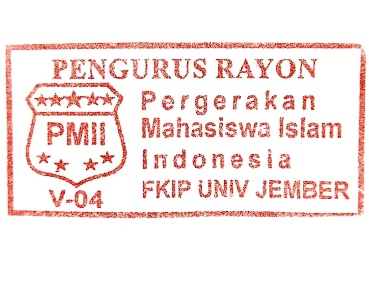 PENGURUS RAYON
PMII
V-04
Pergerakan
Mahasiswa Islam
Indonesia
FKIP UNIV JEMBER